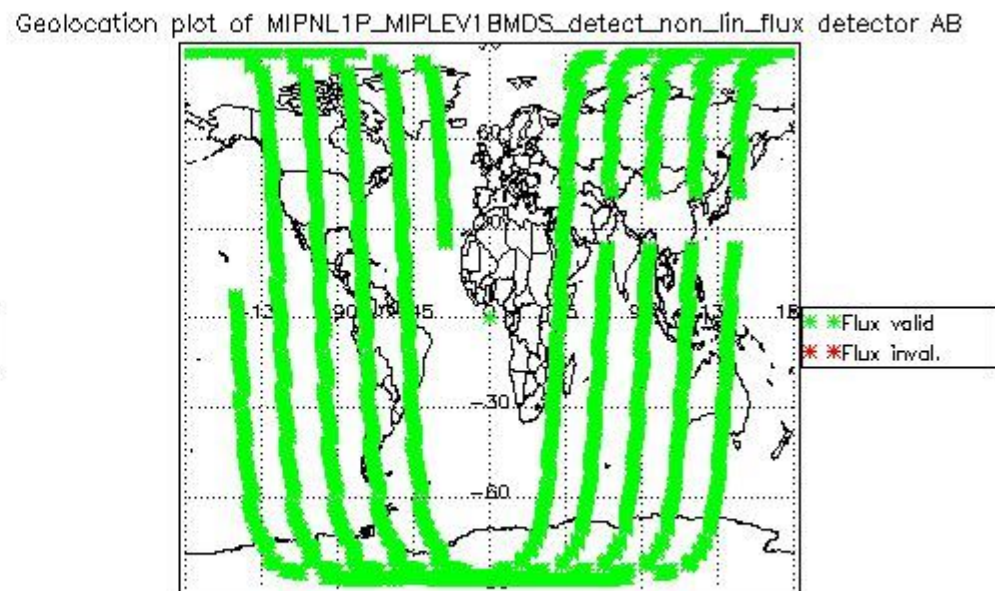 Geolocation plot of MIPNL1P_MIPLEV1BMDS_detect_non_lin_flux detector AB
-30
-60
* *Flux valid
* *Flux inval.